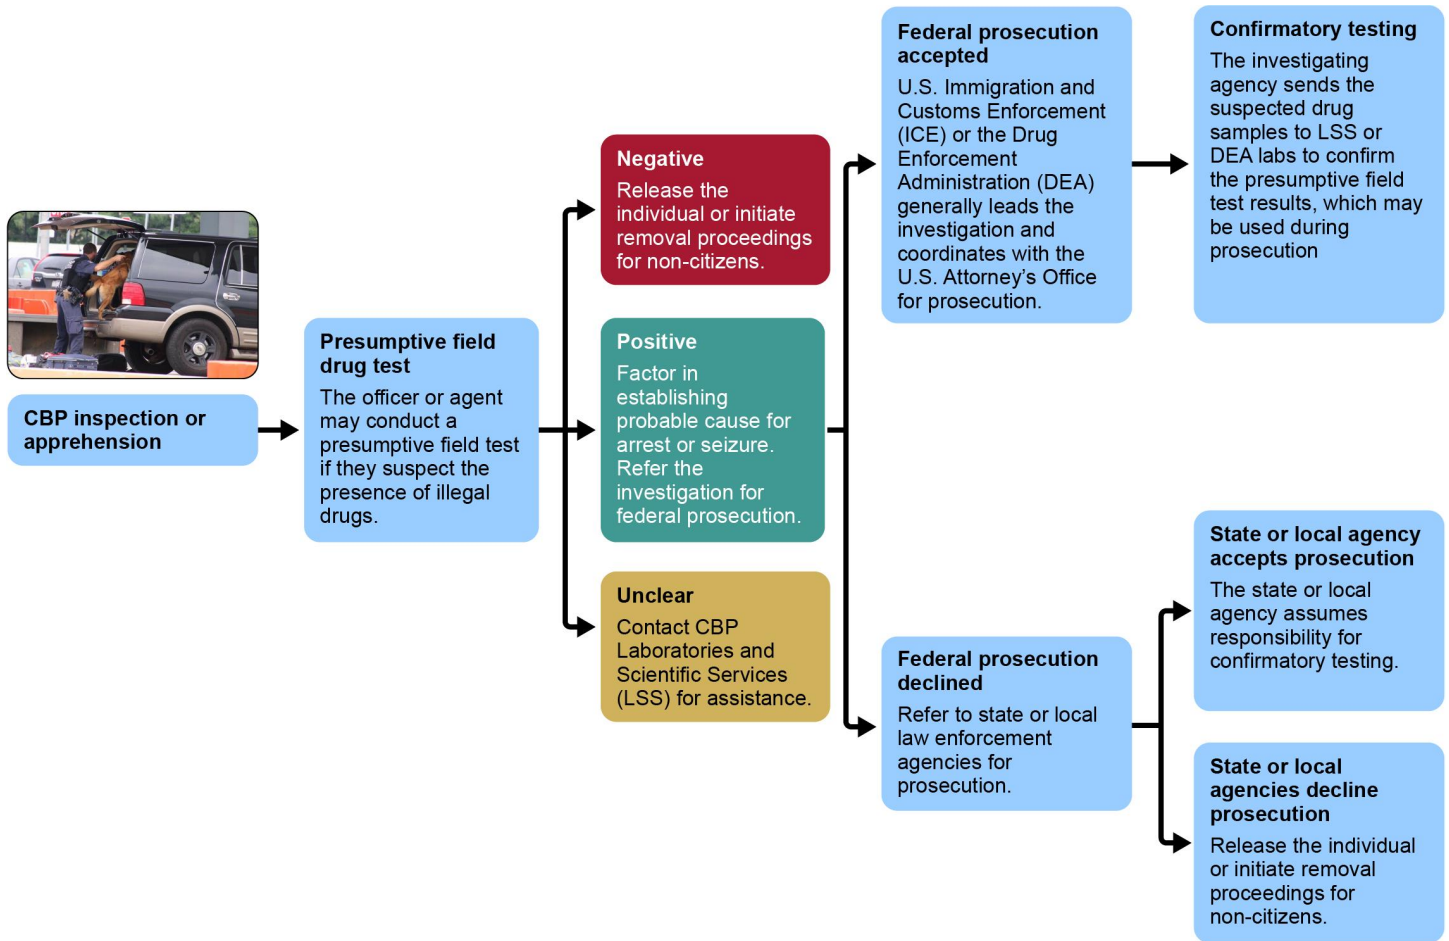 CBP inspection or
apprehension
Presumptive field
drug test
The officer or agent
may conduct a
presumptive field test
if they suspect the
presence of illegal
drugs.
Negative
Release the
individual or initiate
removal proceedings
for non-citizens.
Positive
Factor in
establishing
probable cause for
arrest or seizure.
Refer the
investigation for
federal prosecution.
Unclear
Contact CBP
Laboratories and
Scientific Services
(LSS) for assistance.
Federal prosecution
accepted
U.S. Immigration and
Customs Enforcement
(ICE) or the Drug
Enforcement
Administration (DEA)
generally leads the
investigation and
coordinates with the
U.S. Attorney’s Office
for prosecution.
Confirmatory testing
The investigating
agency sends the
suspected drug
samples to LSS or
DEA labs to confirm
the presumptive field
test results, which may
be used during
prosecution
Federal prosecution
declined
Refer to state or local
law enforcement
agencies for
prosecution.
State or local agency
accepts prosecution
The state or local
agency assumes
responsibility for
confirmatory testing.
State or local
agencies decline
prosecution
Release the individual
or initiate removal
proceedings for
non-citizens.